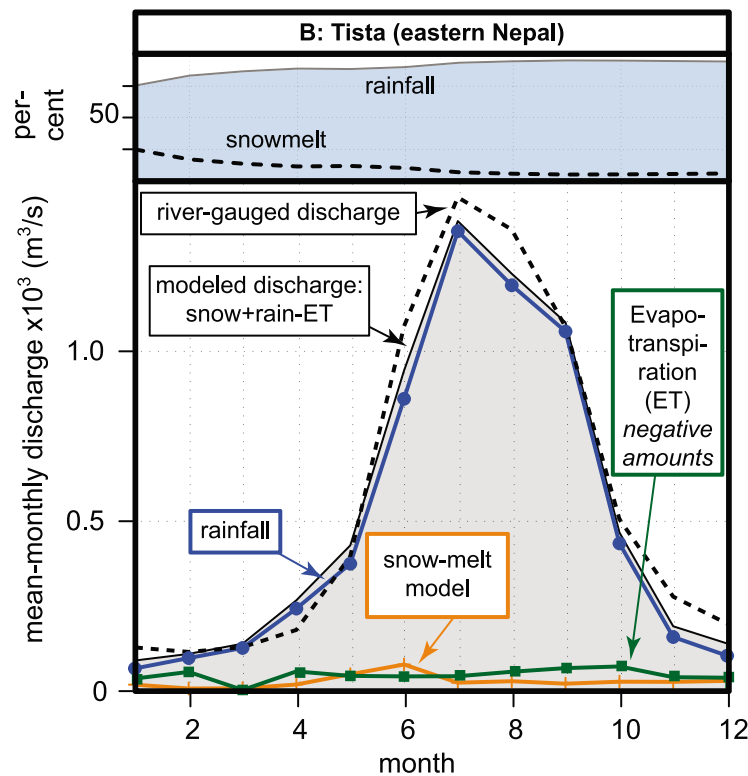 B: Tista (eastern Nepal)
per-
cent
50
rainfall
snowmelt
mean-monthly discharge x10³ (m³/s)
river-gauged discharge
modeled discharge:
snow+rain-ET
Evapo-
transpi-
ration
(ET)
negative
amounts
1.0
0.5
0
rainfall
snow-melt
model
2 4 6 8 10 12
month